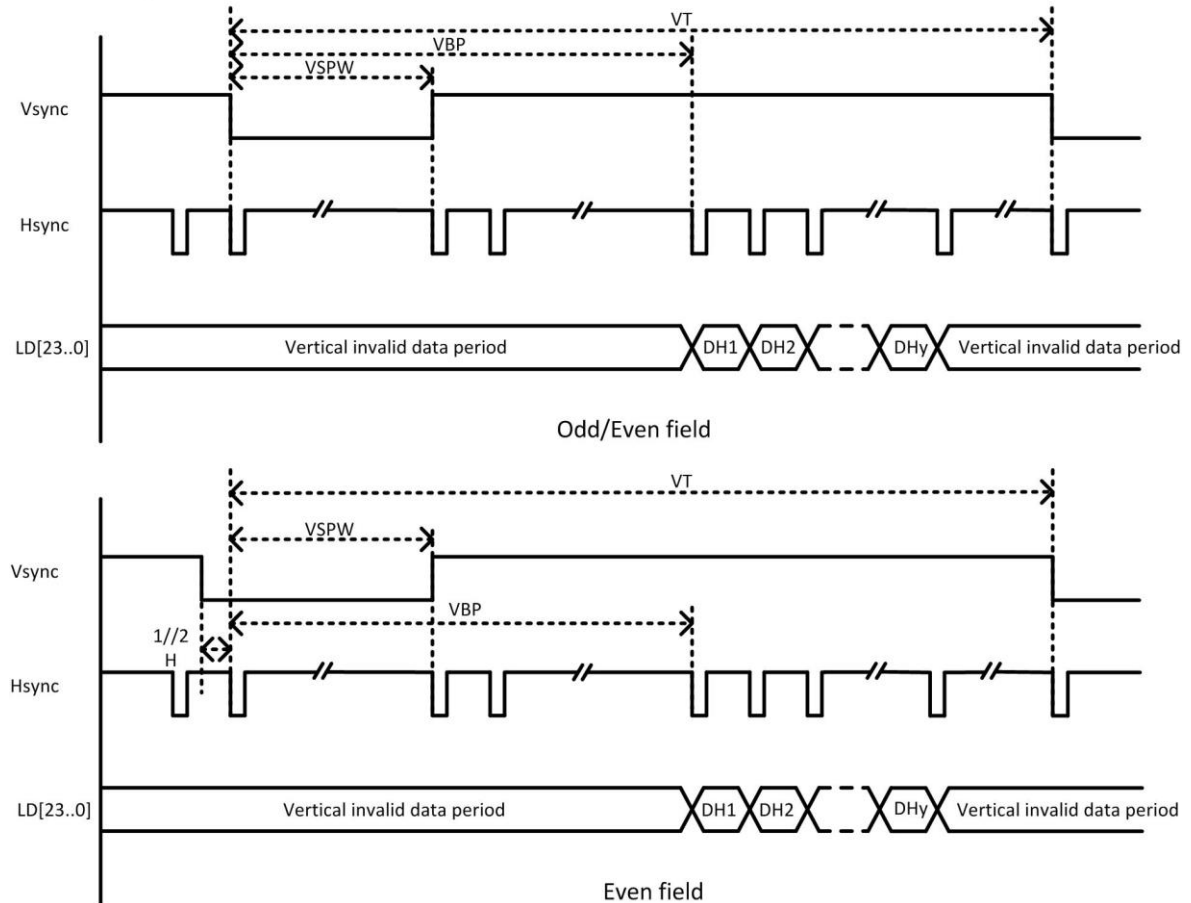 VT
VBP
VSPW
Vsync
Hsync
LD[23..0]
Vertical invalid data period
DH1
DH2
DHy
Vertical invalid data period
Odd/Even field
VT
VSPW
Vsync
VBP
1//2
H
Hsync
LD[23..0]
Vertical invalid data period
DH1
DH2
DHy
Vertical invalid data period
Even field